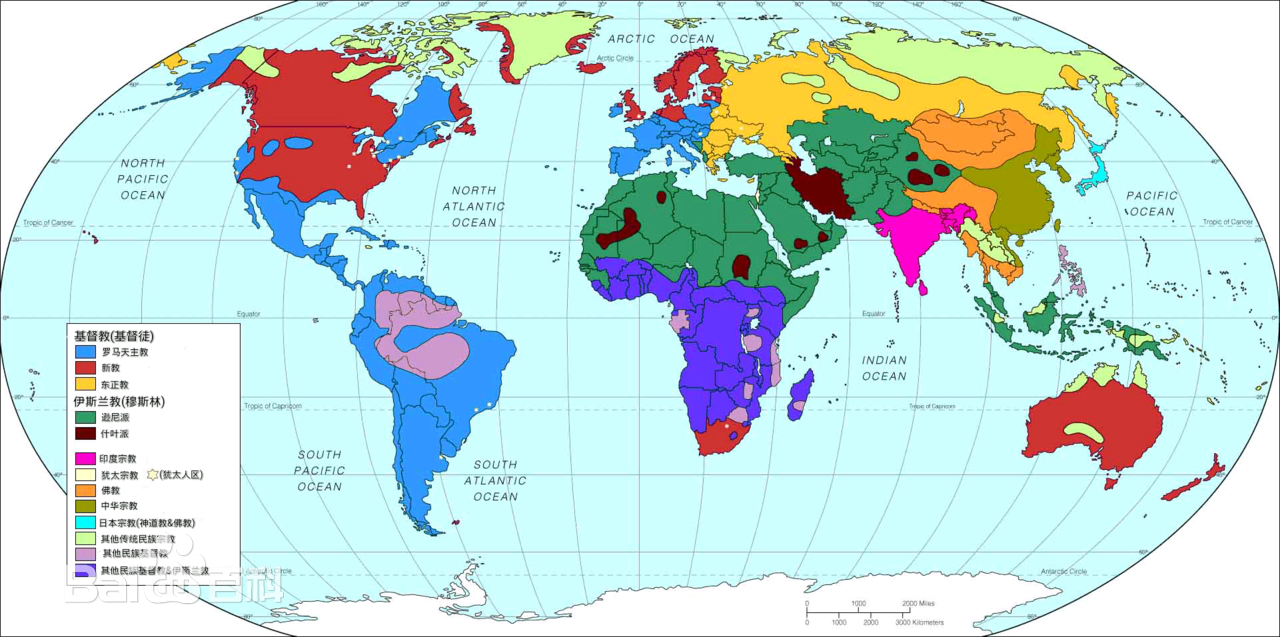 ARCTIC OCEAN
Arctic Circle
NORTH
PACIFIC
OCEAN
NORTH
ATLANTIC
OCEAN
PACIFIC
OCEAN
Tropic of Cancer
Tropic of Cancer
Equator
Equator
INDIAN
OCEAN
Tropic of Capricorn
Tropic of Capricorn
SOUTH
PACIFIC
OCEAN
SOUTH
ATLANTIC
OCEAN
Antarctic Circle
基督教(基督徒)
罗马天主教
新教
东正教
伊斯兰教(穆斯林)
逊尼派
什叶派
印度宗教
犹太宗教 (犹太人区)
佛教
中华宗教
日本宗教(神道教&佛教)
其他传统民族宗教
其他民族基督教
其他民族基督教&伊斯兰教
Baidu百科
0 1000 2000 Miles
0 1000 2000 3000 Kilometers